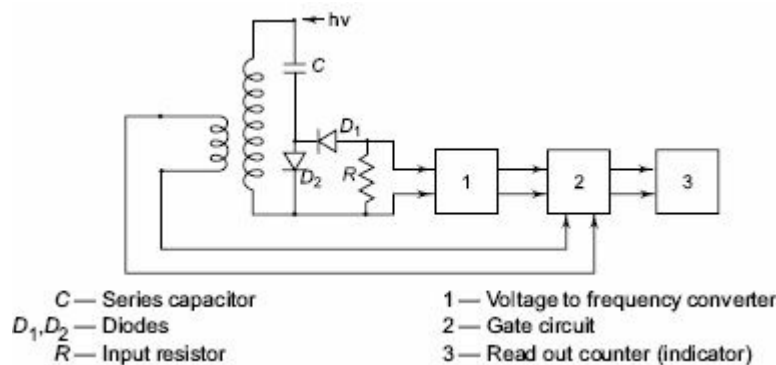 hv
C
D1
D2
R
1
2
3
C — Series capacitor
D1,D2 — Diodes
R — Input resistor
1 — Voltage to frequency converter
2 — Gate circuit
3 — Read out counter (indicator)